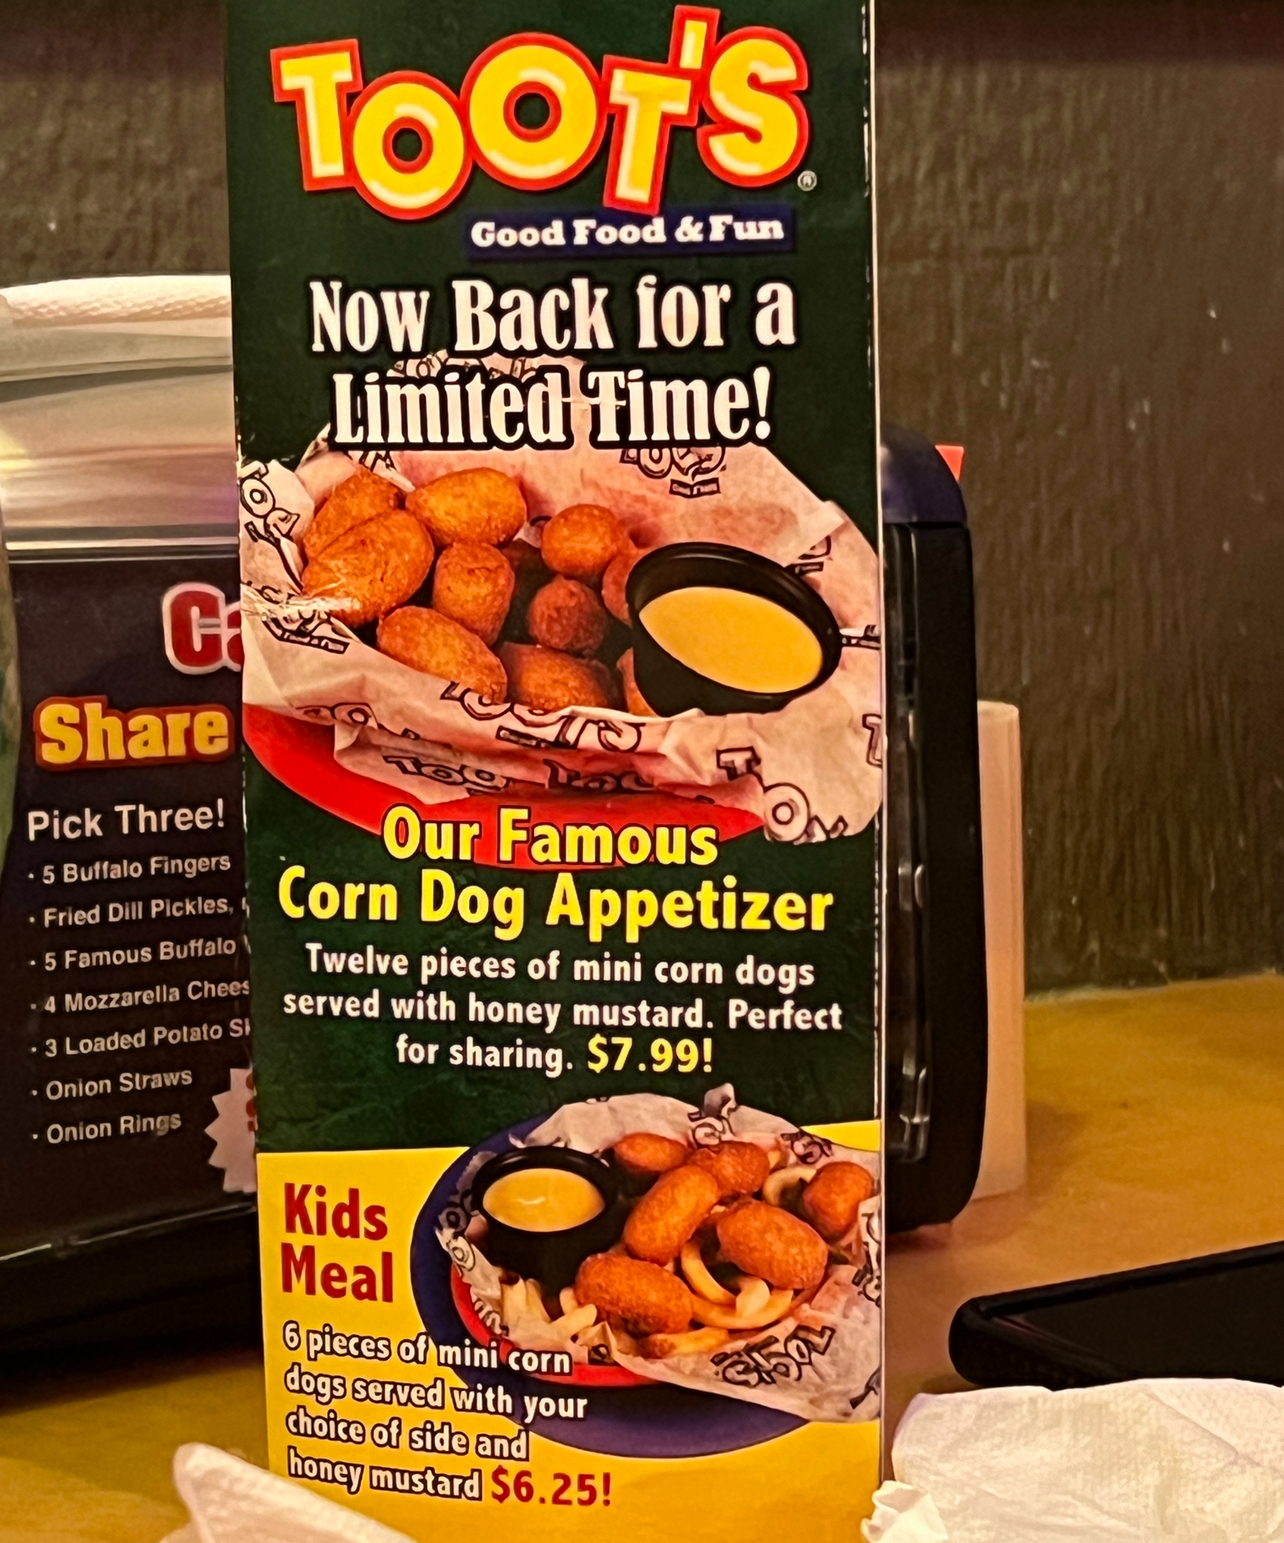 TOOT'S®
Good Food & Fun
Now Back for a
Limited Time!
Our Famous
Corn Dog Appetizer
Twelve pieces of mini corn dogs
served with honey mustard. Perfect
for sharing. $7.99!
Kids
Meal
6 pieces of mini corn
dogs served with your
choice of side and
honey mustard $6.25!
Share
Pick Three!
· 5 Buffalo Fingers
· Fried Dill Pickles,
· 5 Famous Buffalo
· 4 Mozzarella
· 3 Loaded Potato
· Onion Straws
· Onion Rings